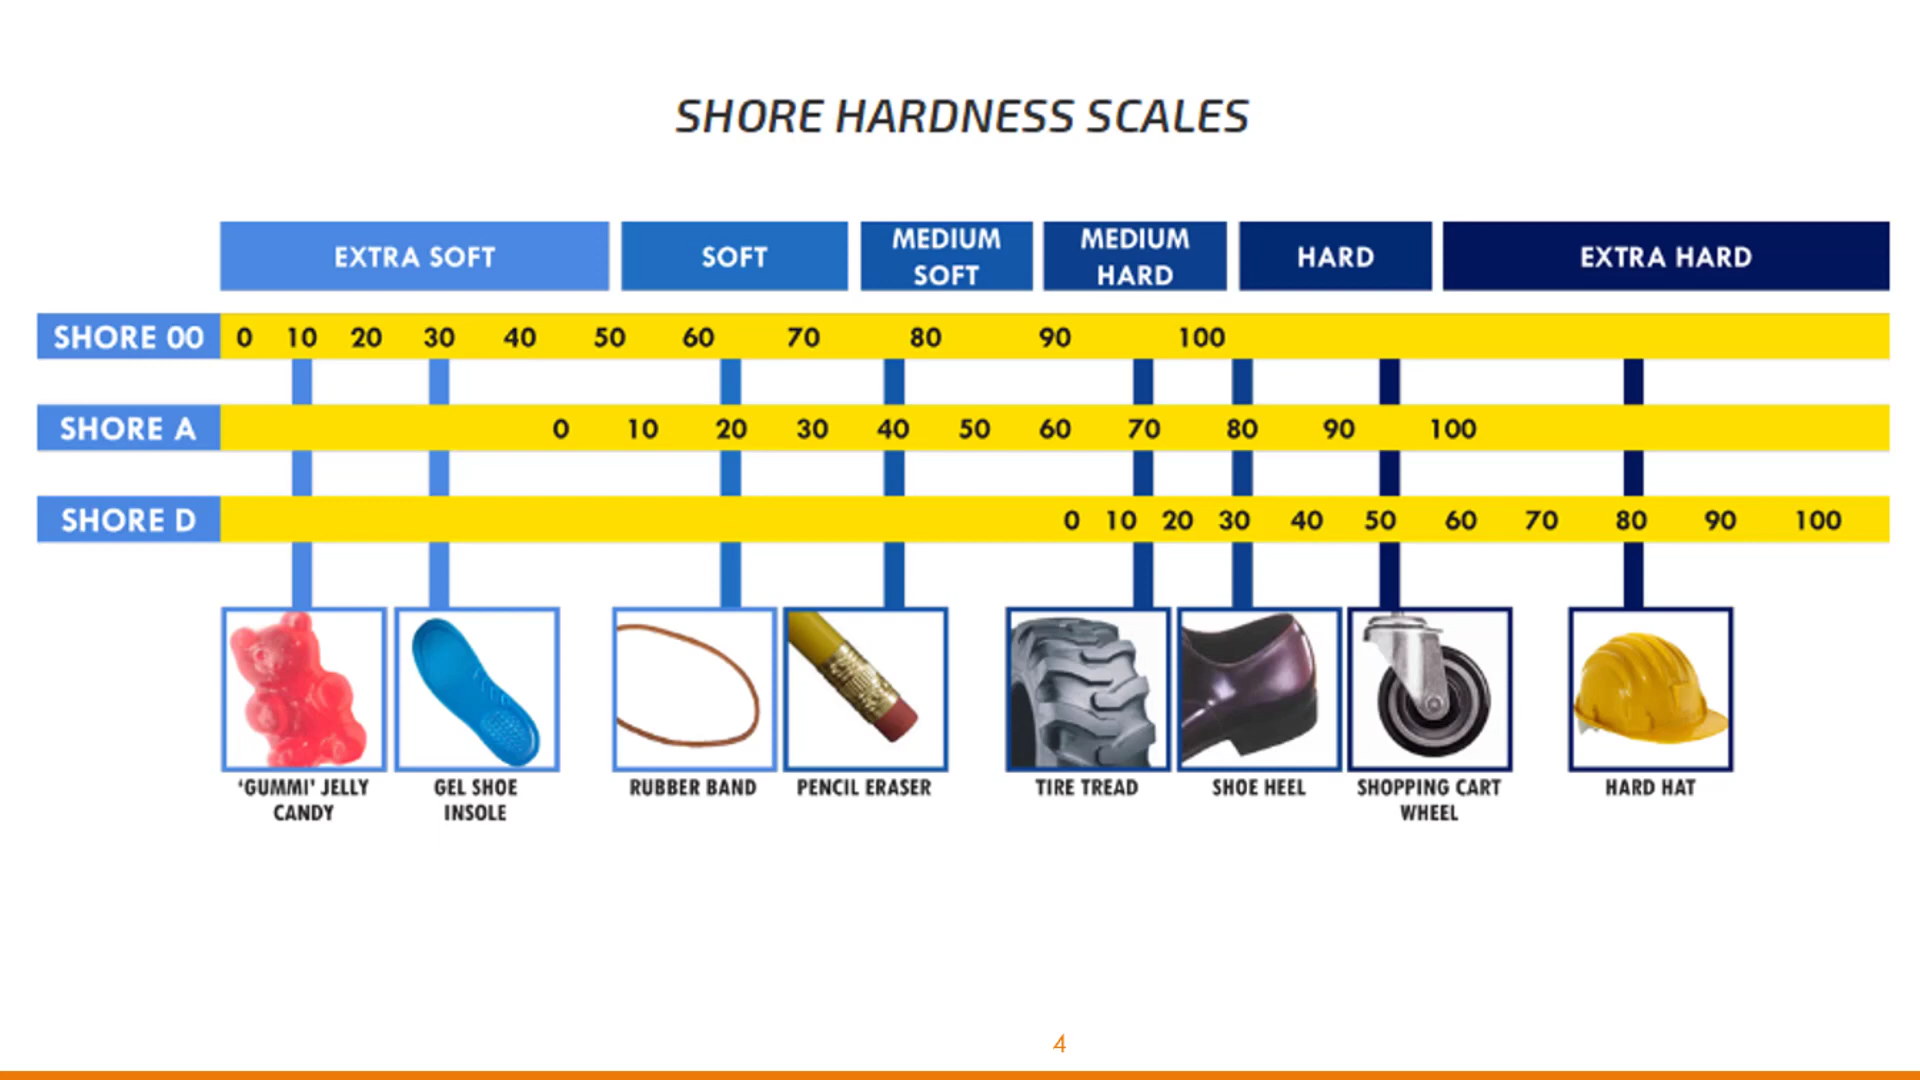 SHORE HARDNESS SCALES
EXTRA SOFT
SOFT
MEDIUM
SOFT
MEDIUM
HARD
HARD
EXTRA HARD
SHORE 00 0 10 20 30 40 50 60 70 80 90 100
SHORE A 0 10 20 30 40 50 60 70 80 90 100
SHORE D 0 10 20 30 40 50 60 70 80 90 100
'GUMMI' JELLY
CANDY
GEL SHOE
INSOLE
RUBBER BAND
PENCIL ERASER
TIRE TREAD
SHOE HEEL
SHOPPING CART
WHEEL
HARD HAT
4